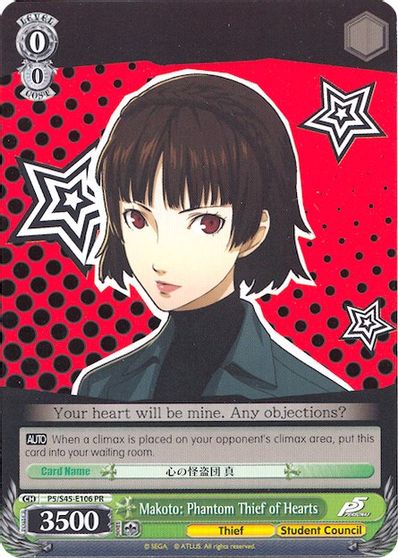 LEVEL
0
0
COST
Your heart will be mine. Any objections?
AUTO When a climax is placed on your opponent's climax area, put this card into your waiting room.
Card Name 心の怪盗団 真
CH P5/S45-E106 PR
Makoto: Phantom Thief of Hearts
P5
3500
Thief
Student Council
© SEGA © ATLUS. All rights reserved.